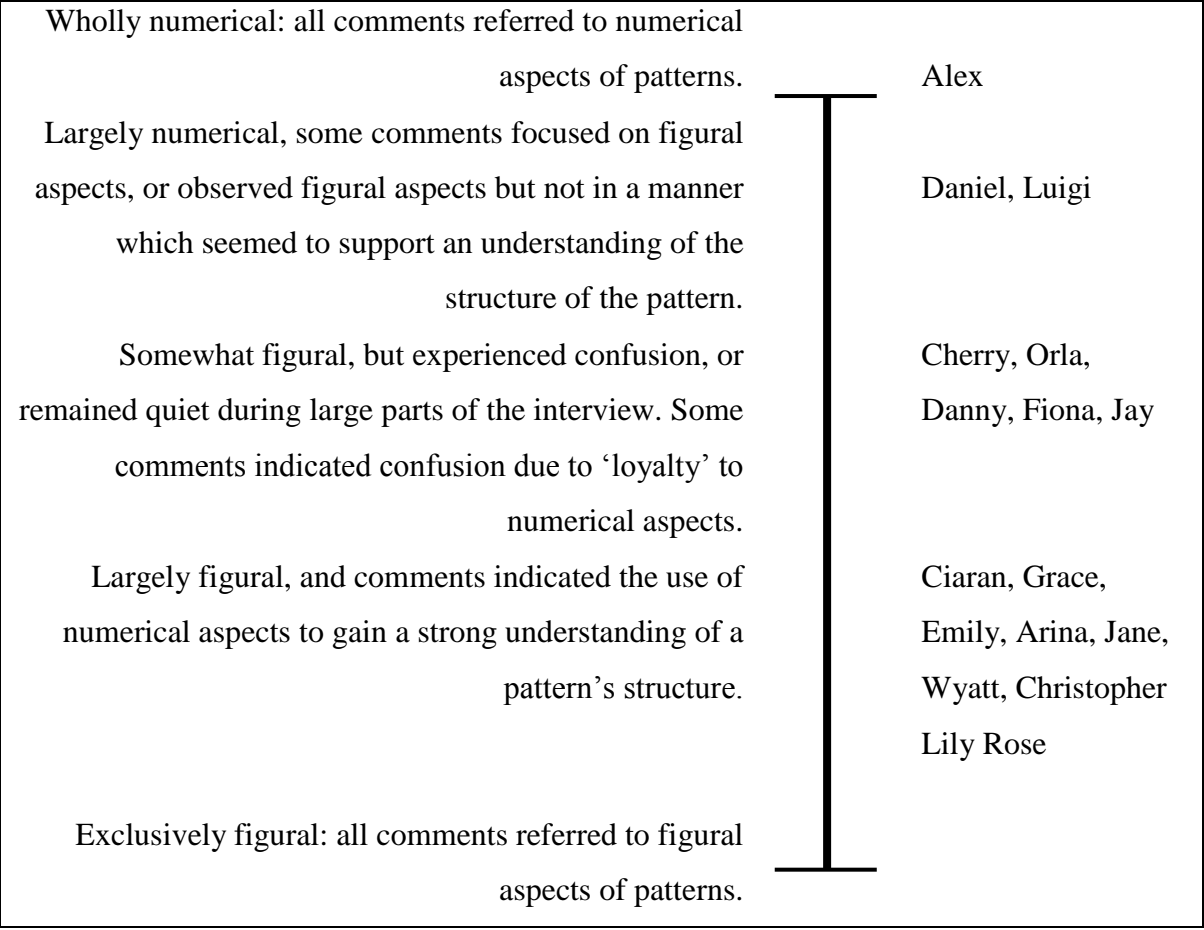 Wholly numerical: all comments referred to numerical
aspects of patterns.
Alex
Largely numerical, some comments focused on figural
aspects, or observed figural aspects but not in a manner
which seemed to support an understanding of the
structure of the pattern.
Daniel, Luigi
Somewhat figural, but experienced confusion, or
remained quiet during large parts of the interview. Some
comments indicated confusion due to ‘loyalty’ to
numerical aspects.
Cherry, Orla,
Danny, Fiona, Jay
Largely figural, and comments indicated the use of
numerical aspects to gain a strong understanding of a
pattern’s structure.
Ciaran, Grace,
Emily, Arina, Jane,
Wyatt, Christopher
Lily Rose
Exclusively figural: all comments referred to figural
aspects of patterns.